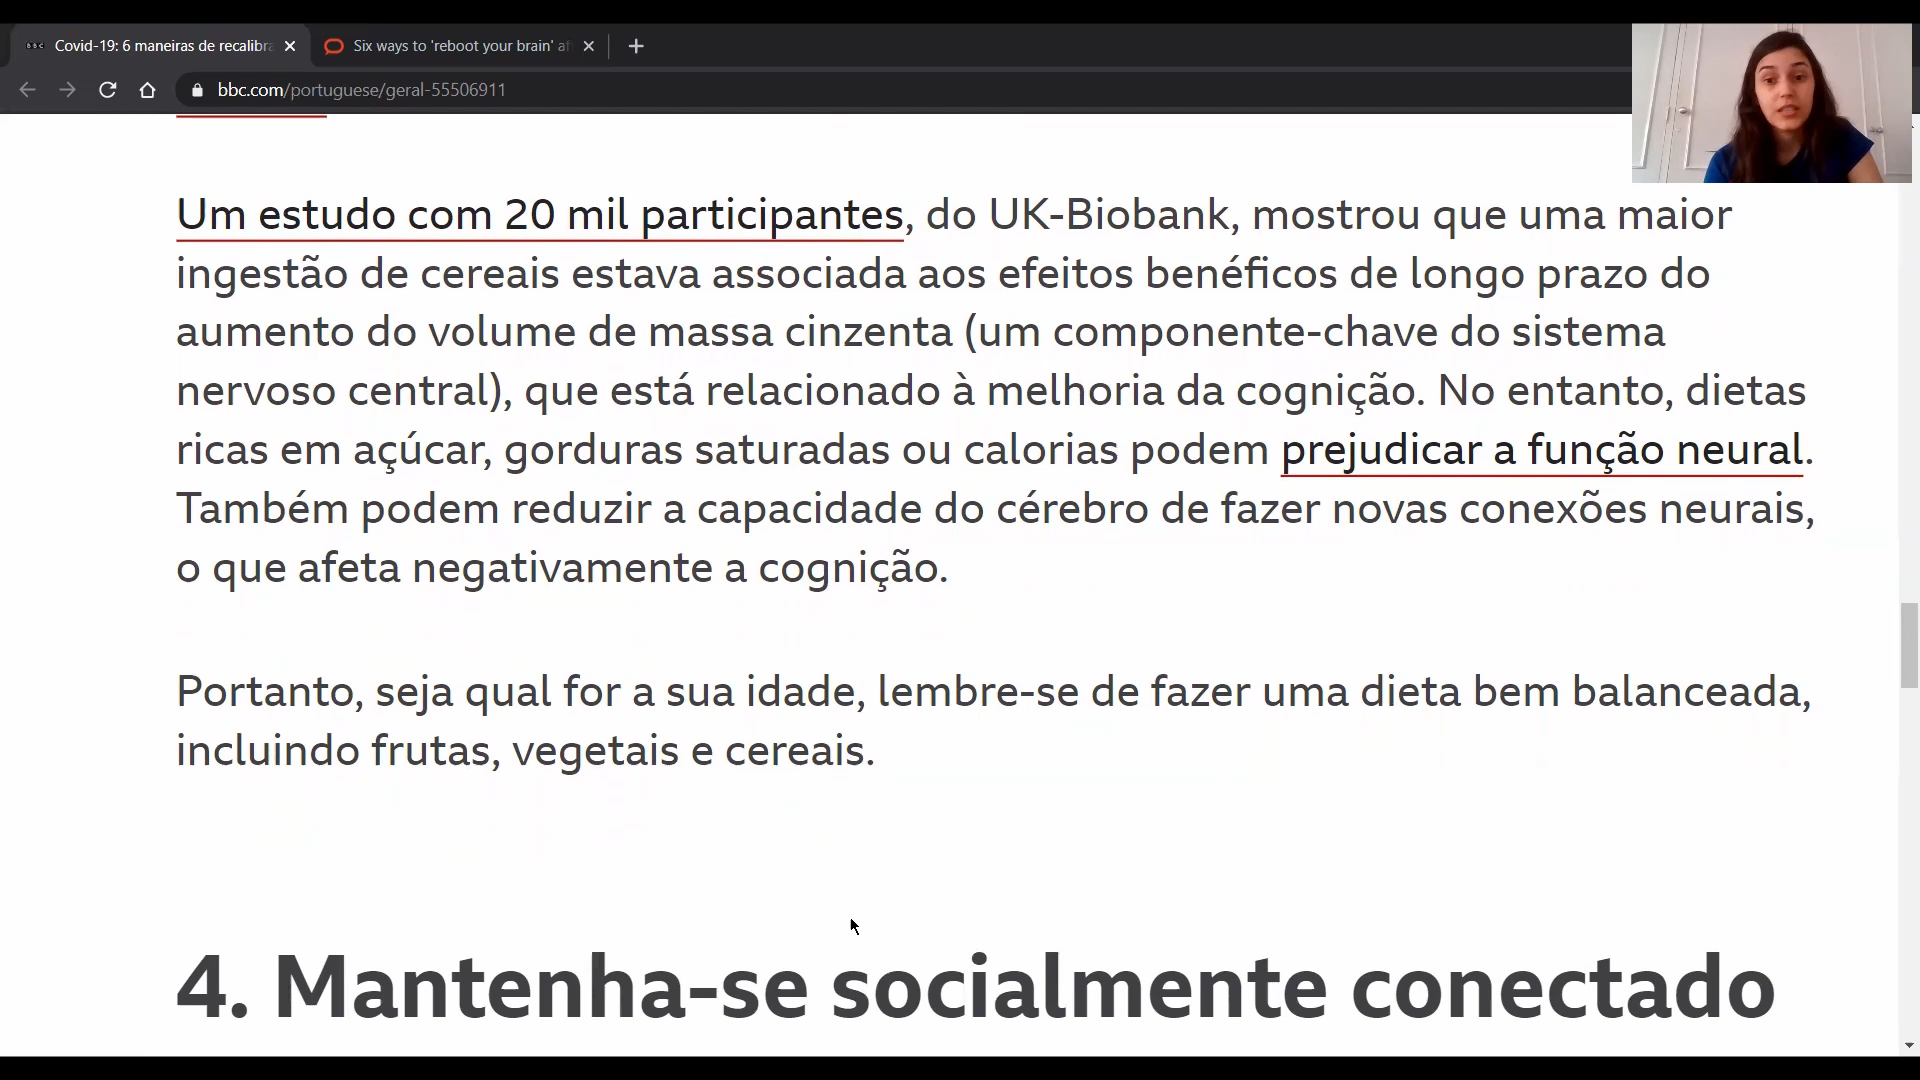 BBC Covid-19: 6 maneiras de recalibra
Six ways to 'reboot your brain' af
bbc.com/portuguese/geral-55506911
Um estudo com 20 mil participantes, do UK-Biobank, mostrou que uma maior
ingestão de cereais estava associada aos efeitos benéficos de longo prazo do
aumento do volume de massa cinzenta (um componente-chave do sistema
nervoso central), que está relacionado à melhoria da cognição. No entanto, dietas
ricas em açúcar, gorduras saturadas ou calorias podem prejudicar a função neural.
Também podem reduzir a capacidade do cérebro de fazer novas conexões neurais,
o que afeta negativamente a cognição.
Portanto, seja qual for a sua idade, lembre-se de fazer uma dieta bem balanceada,
incluindo frutas, vegetais e cereais.
4. Mantenha-se socialmente conectado